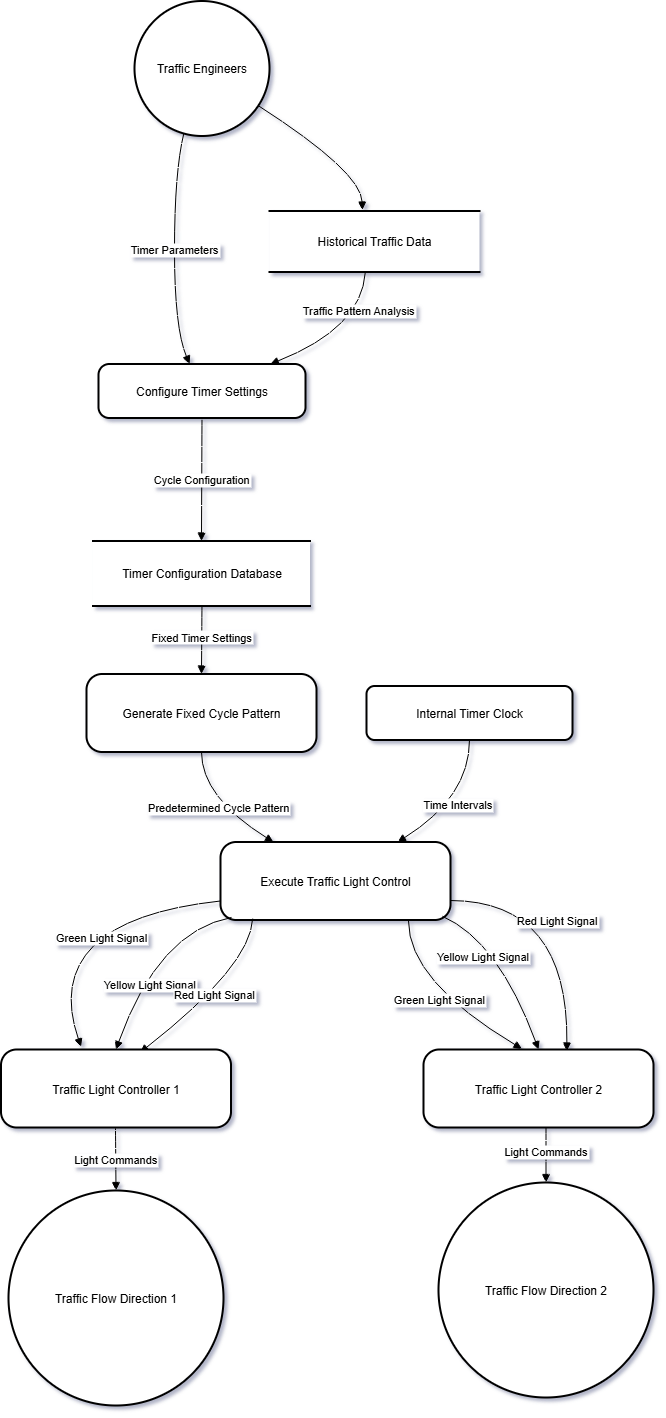 Traffic Engineers
Historical Traffic Data
Timer Parameters
Traffic Pattern Analysis
Configure Timer Settings
Cycle Configuration
Timer Configuration Database
Fixed Timer Settings
Generate Fixed Cycle Pattern
Internal Timer Clock
Predetermined Cycle Pattern
Time Intervals
Execute Traffic Light Control
Green Light Signal
Yellow Light Signal
Red Light Signal
Red Light Signal
Yellow Light Signal
Green Light Signal
Traffic Light Controller 1
Traffic Light Controller 2
Light Commands
Light Commands
Traffic Flow Direction 1
Traffic Flow Direction 2